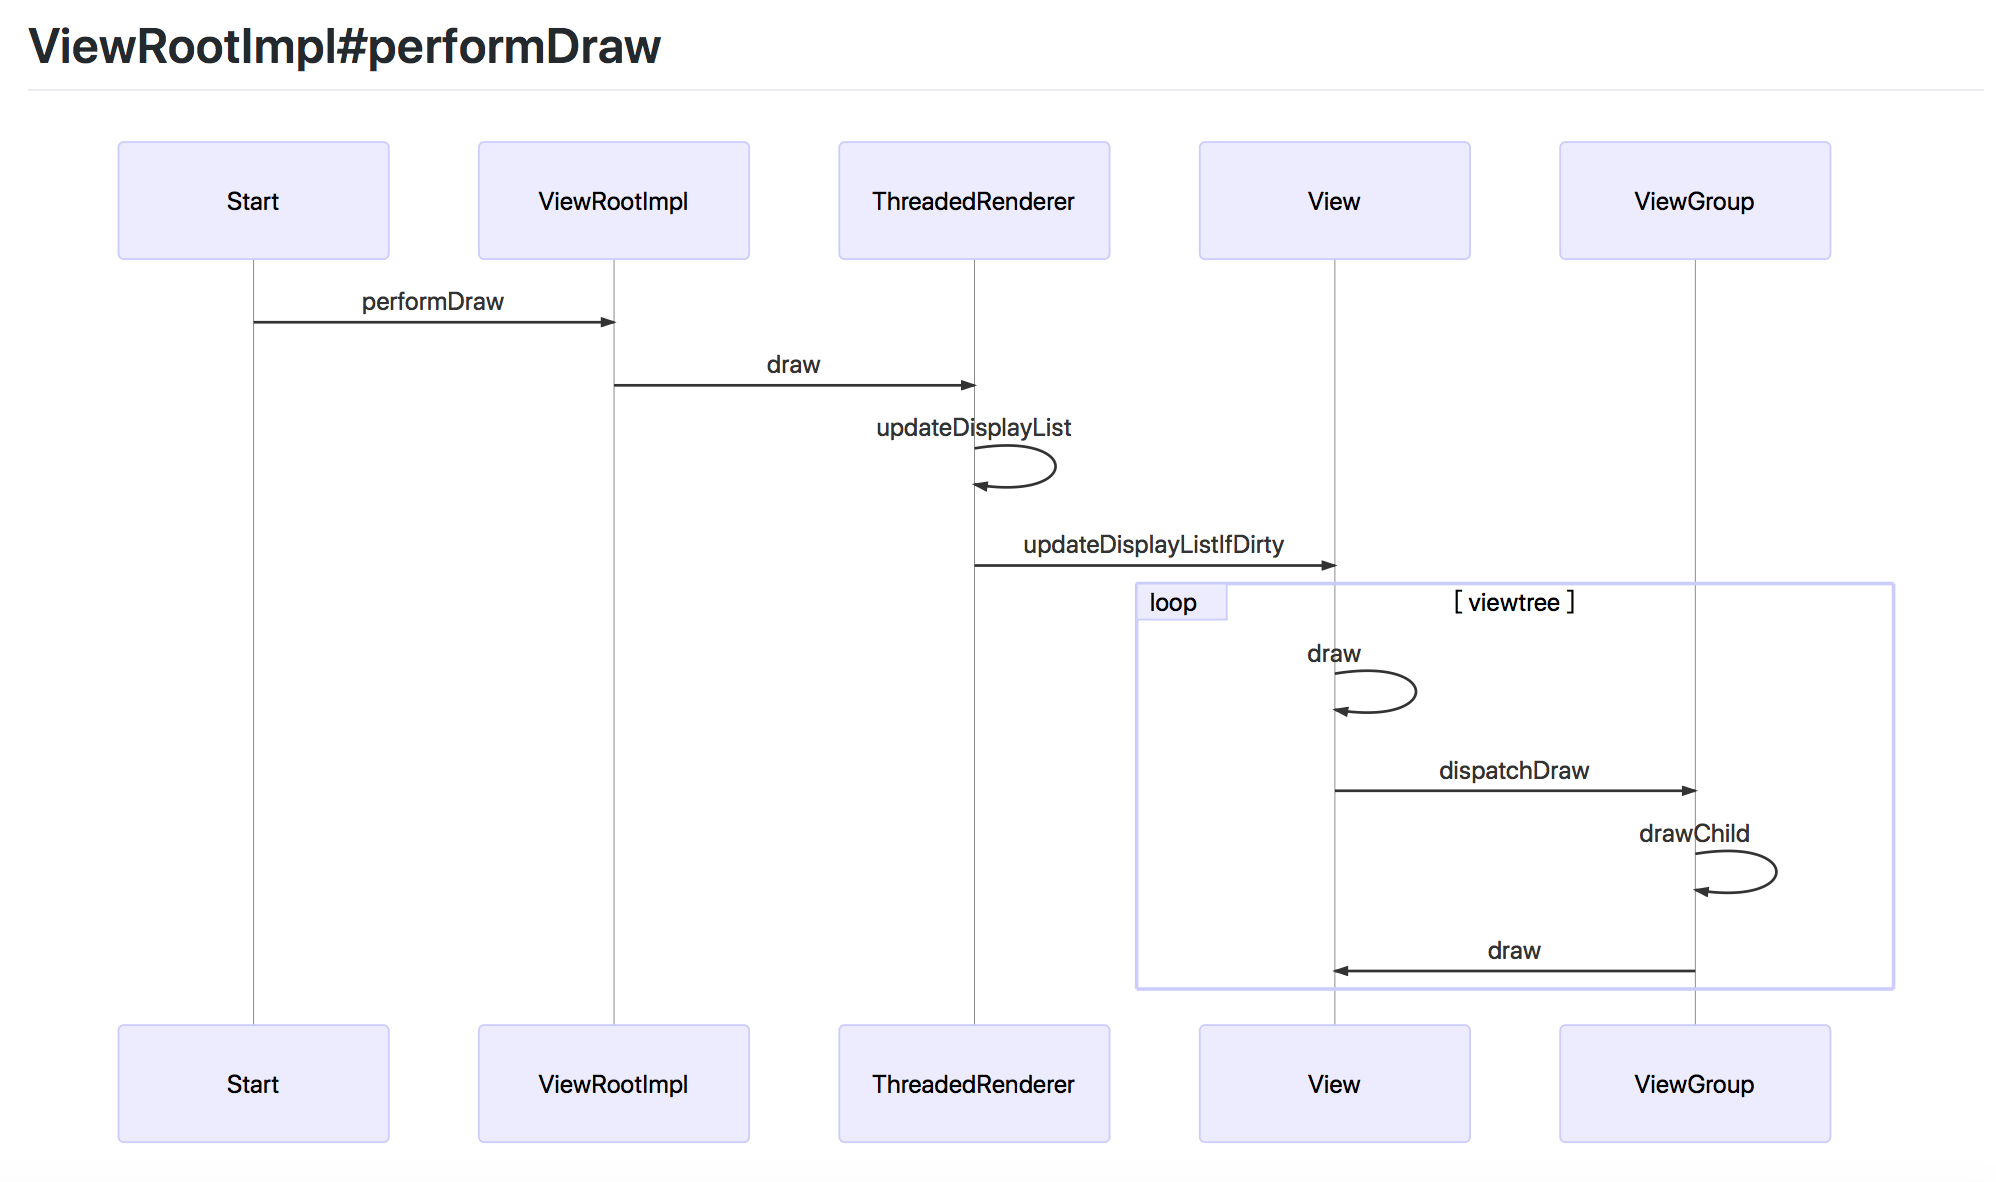 ViewRootImpl#performDraw
Start
ViewRootImpl
ThreadedRenderer
View
ViewGroup
performDraw
draw
updateDisplayList
updateDisplayListIfDirty
loop
[ viewtree ]
draw
dispatchDraw
drawChild
draw
Start
ViewRootImpl
ThreadedRenderer
View
ViewGroup